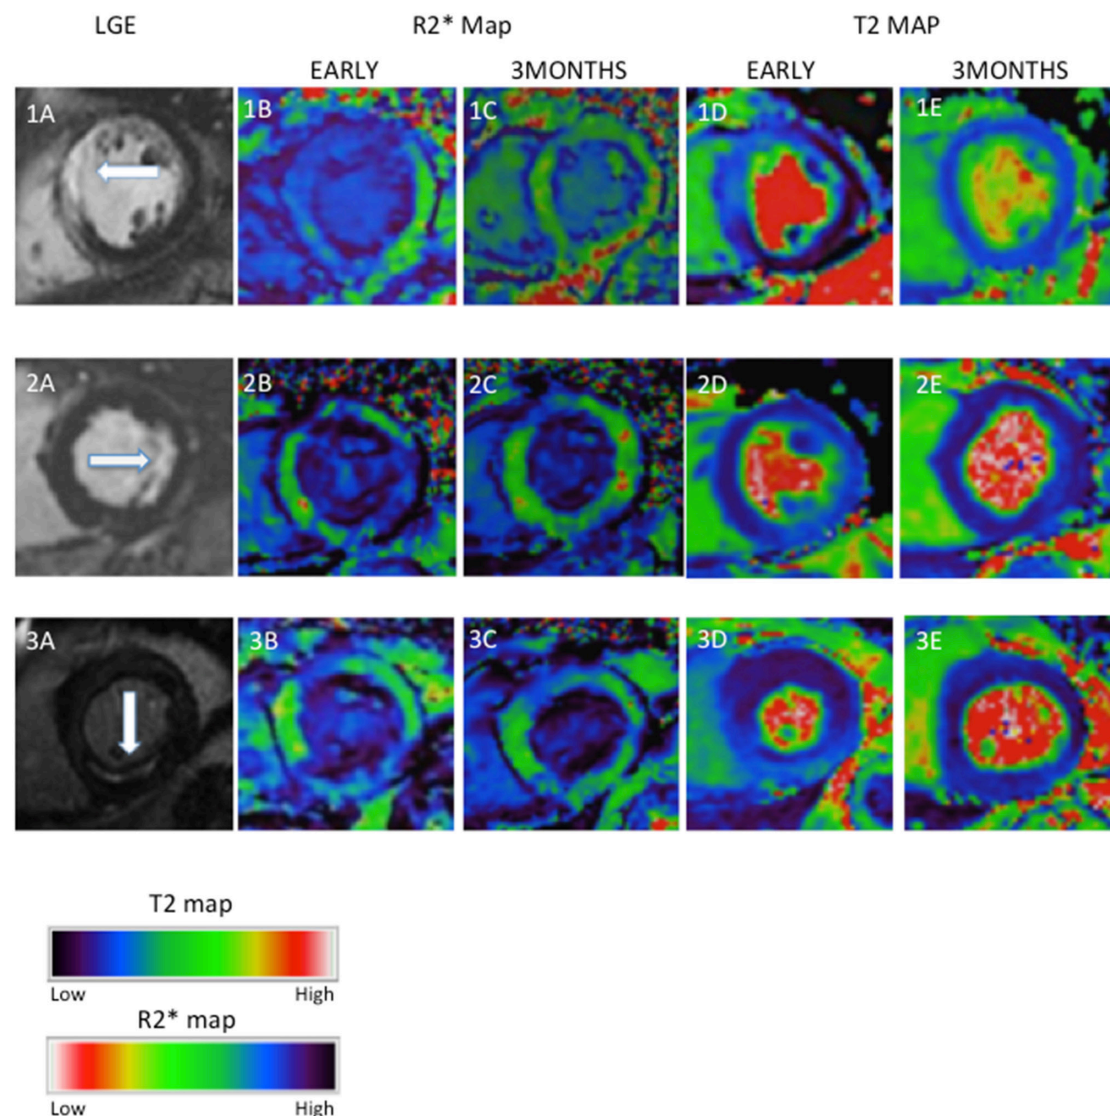 LGE R2* Map T2 MAP
EARLY 3MONTHS EARLY 3MONTHS
1A 1B 1C 1D 1E
2A 2B 2C 2D 2E
3A 3B 3C 3D 3E
T2 map
Low High
R2* map
Low High